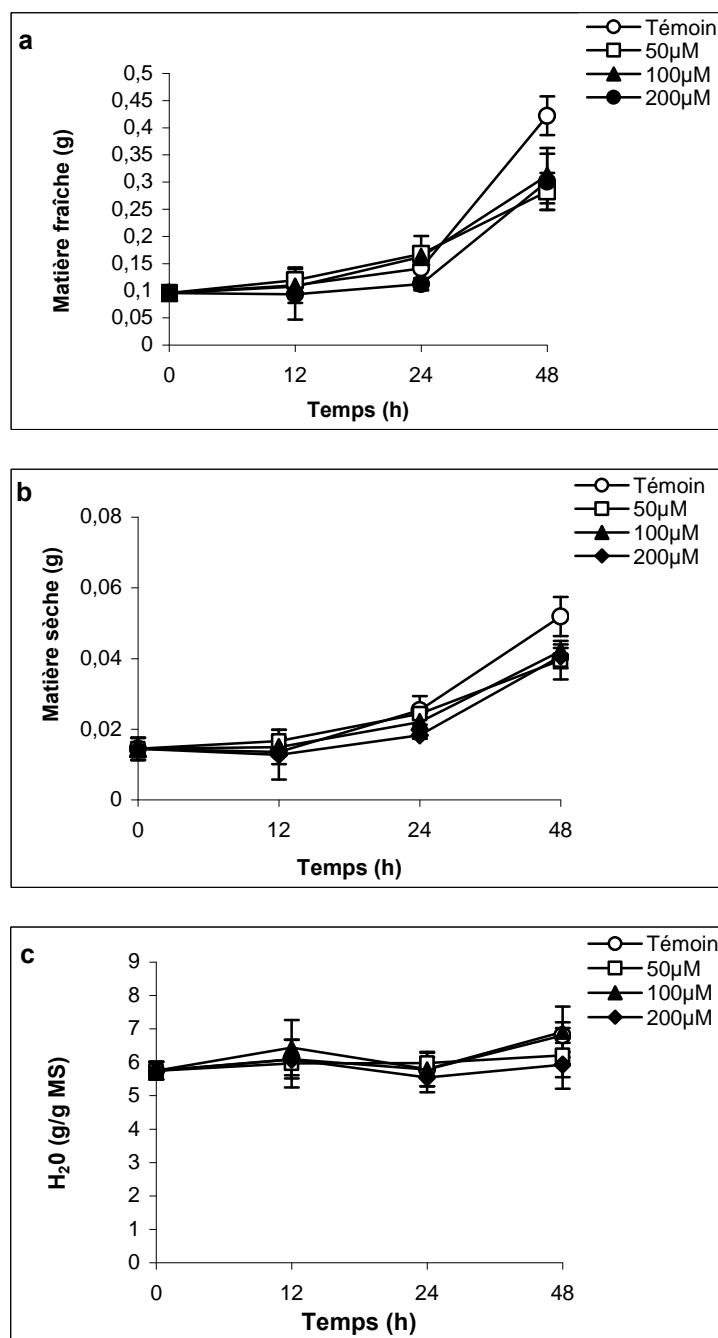 a
Témoin
50µM
100µM
200µM
Matière fraîche (g)
0,5
0,45
0,4
0,35
0,3
0,25
0,2
0,15
0,1
0,05
0
0 12 24 48
Temps (h)
b
Témoin
50µM
100µM
200µM
Matière sèche (g)
0,08
0,06
0,04
0,02
0
0 12 24 48
Temps (h)
c
Témoin
50µM
100µM
200µM
H₂0 (g/g MS)
9
8
7
6
5
4
3
2
1
0
0 12 24 48
Temps (h)